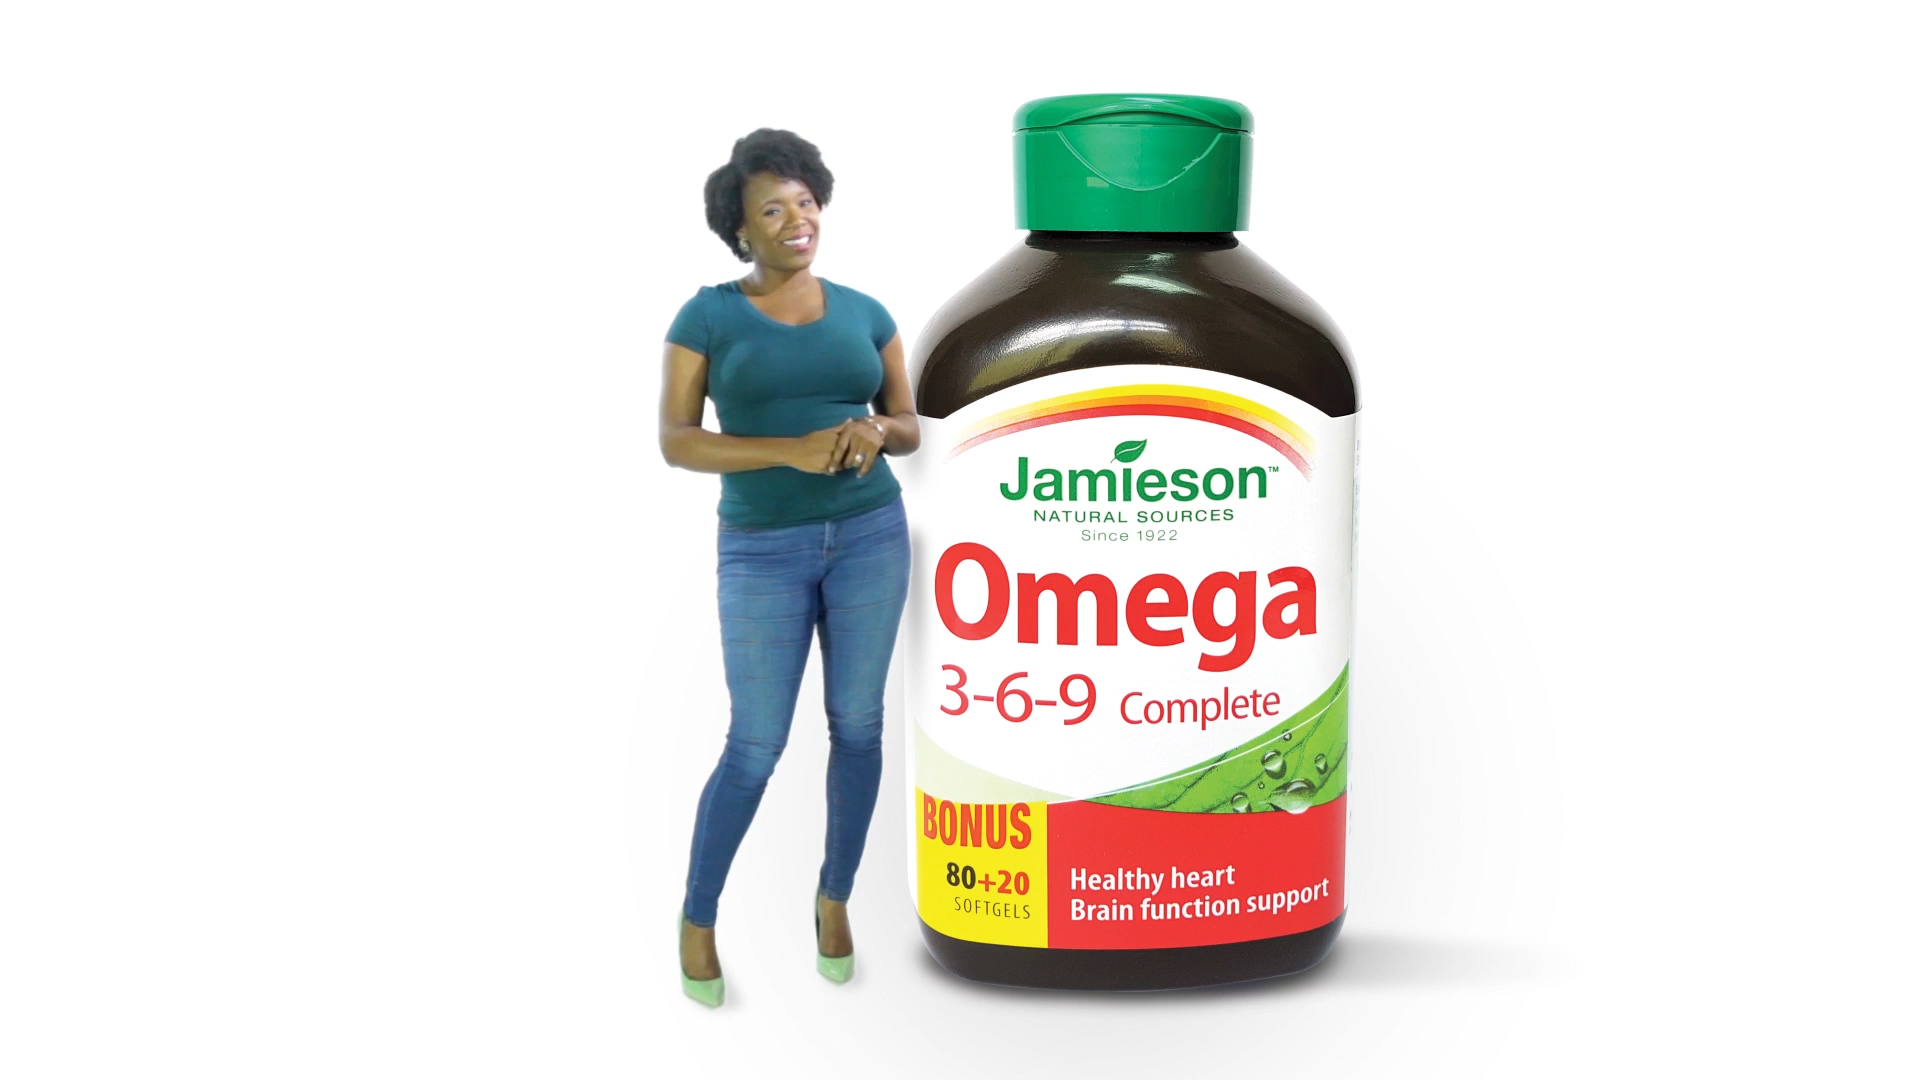 Jamieson™
NATURAL SOURCES
Since 1922
Omega
3-6-9 Complete
BONUS
80+20
SOFTGELS
Healthy heart
Brain function support